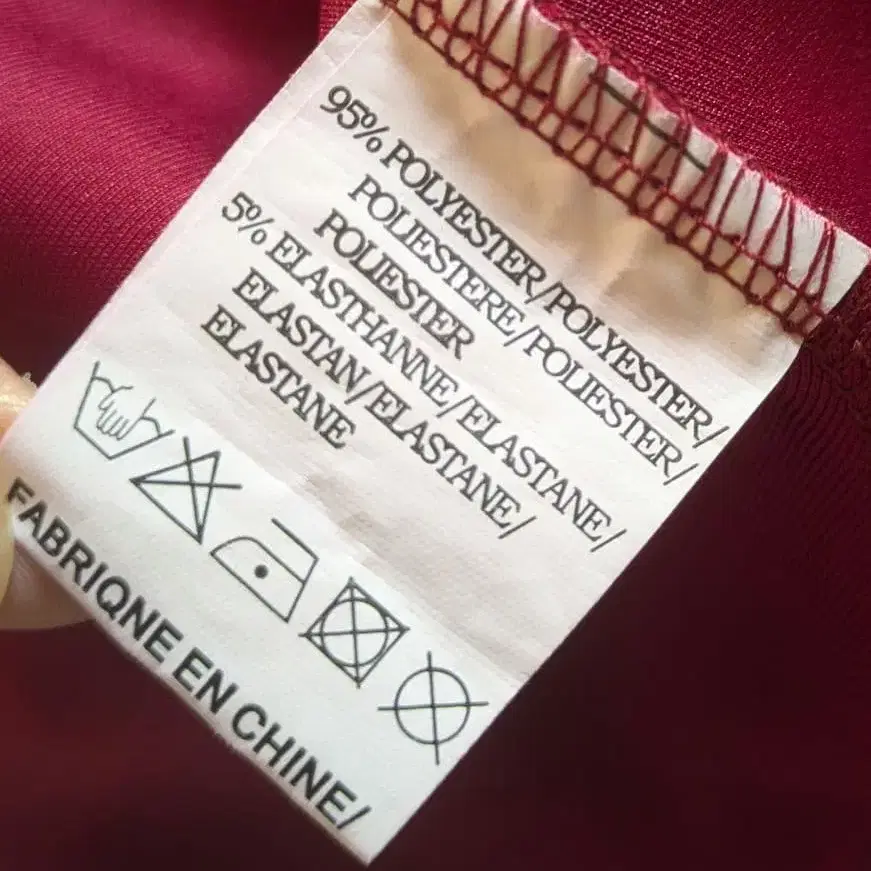 95% POLYESTER/POLYESTER/
POLIESTERE/POLIESTER/
POLIESTER
5% ELASTHANNE/ELASTANE/
ELASTAN/ELASTANE/
ELASTANE
FABRIQNE EN CHINE/